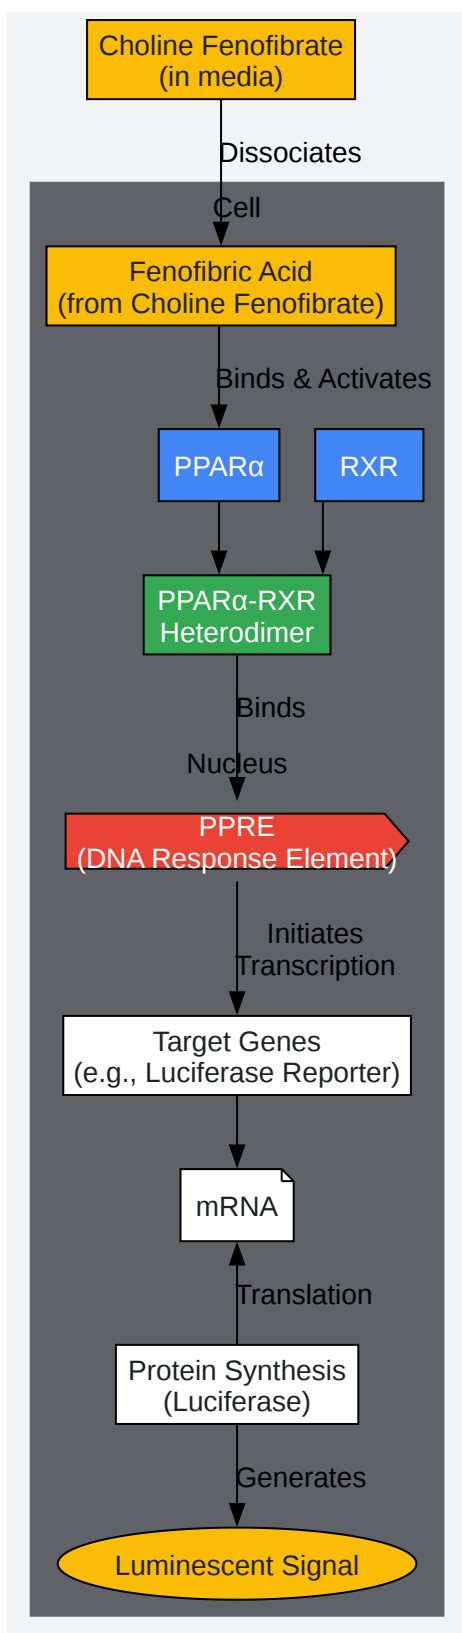 Choline Fenofibrate
(in media)
Dissociates
Cell
Fenofibric Acid
(from Choline Fenofibrate)
Binds & Activates
PPARα
RXR
PPARα-RXR
Heterodimer
Binds
Nucleus
PPRE
(DNA Response Element)
Initiates
Transcription
Target Genes
(e.g., Luciferase Reporter)
mRNA
Translation
Protein Synthesis
(Luciferase)
Generates
Luminescent Signal